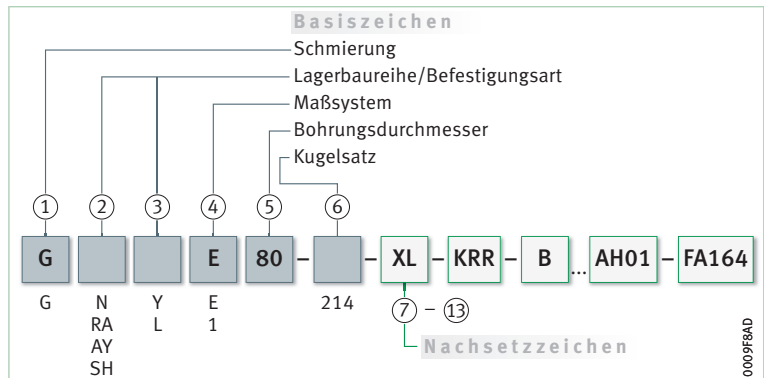 Basiszeichen
Schmierung
Lagerbaureihe/Befestigungsart
Maßsystem
Bohrungsdurchmesser
Kugelsatz
① ② ③ ④ ⑤ ⑥
G E 80 – – XL – KRR – B ... AH01 – FA164
G N Y E 214 ⑦ – ⑬
RA L 1
AY
SH
Nachsetzzeichen
0009F8AD